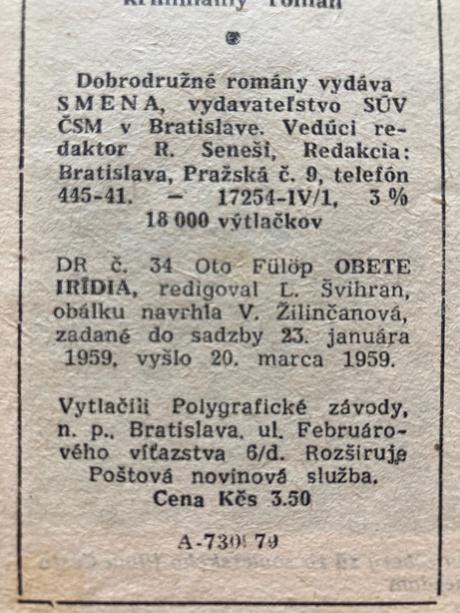 kriminálny román
Dobrodružné romány vydáva
SMENA, vydavateľstvo SÚV
ČSM v Bratislave. Vedúci re-
daktor R. Seneši, Redakcia:
Bratislava, Pražská č. 9, telefón
445-41. — 17254-IV/1, 3 %
18 000 výtlačkov
DR č. 34 Oto Fülöp OBETE
IRÍDIA, redigoval L. Švihran,
obálku navrhla V. Žilinčanová,
zadané do sadzby 23. januára
1959, vyšlo 20. marca 1959.
Vytlačili Polygrafické závody,
n. p., Bratislava, ul. Februáro-
vého víťazstva 6/d. Rozširuje
Poštová novinová služba.
Cena Kčs 3.50